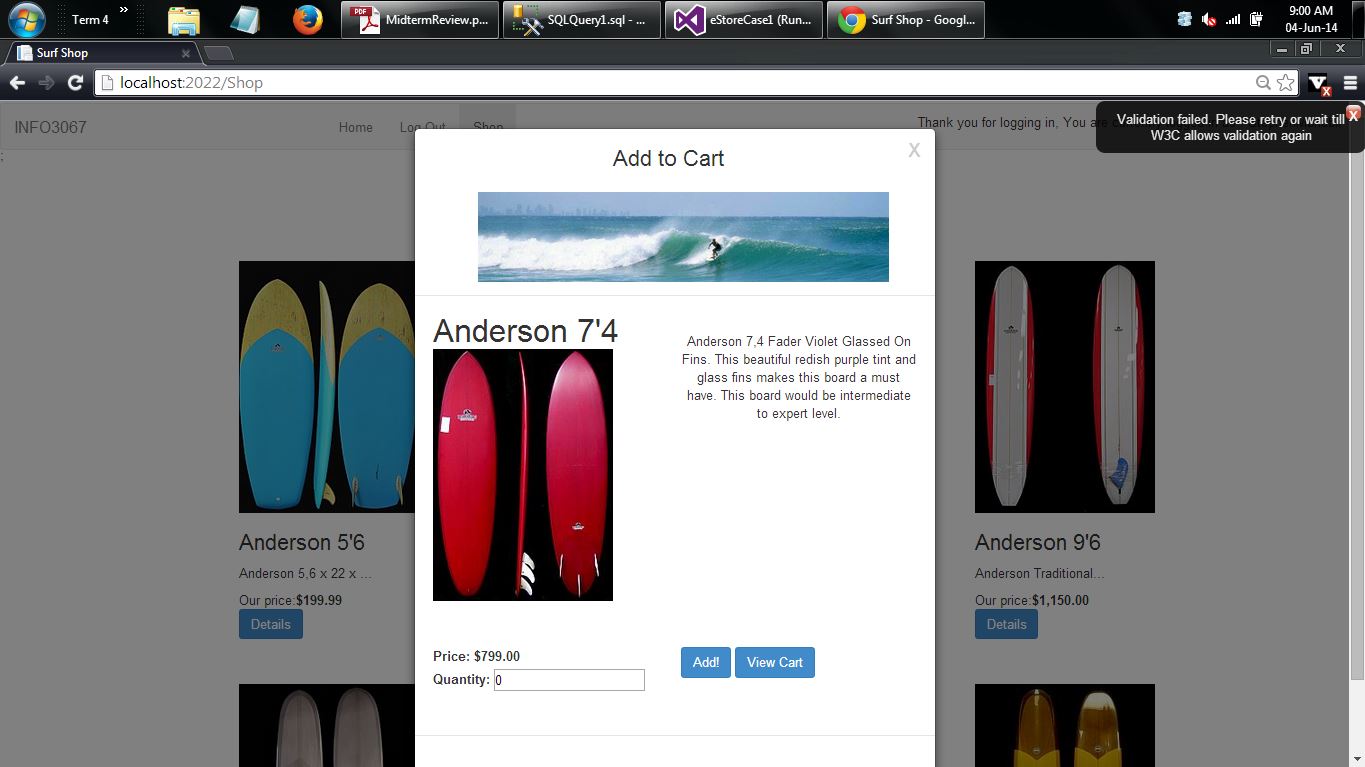 »
Term 4
MidtermReview.p...
SQLQuery1.sql - ...
eStoreCase1 (Run...
Surf Shop - Googl...
9:00 AM
04-Jun-14
Surf Shop
localhost:2022/Shop
INFO3067
Home
Log Out
Shop
Thank you for logging in, You are
Validation failed. Please retry or wait till
W3C allows validation again
X
;
Add to Cart
X
Anderson 7'4
Anderson 7,4 Fader Violet Glassed On
Fins. This beautiful redish purple tint and
glass fins makes this board a must
have. This board would be intermediate
to expert level.
Price: $799.00
Quantity: 0
Add!
View Cart
Anderson 5'6
Anderson 5,6 x 22 x ...
Our price:$199.99
Details
Anderson 9'6
Anderson Traditional...
Our price:$1,150.00
Details